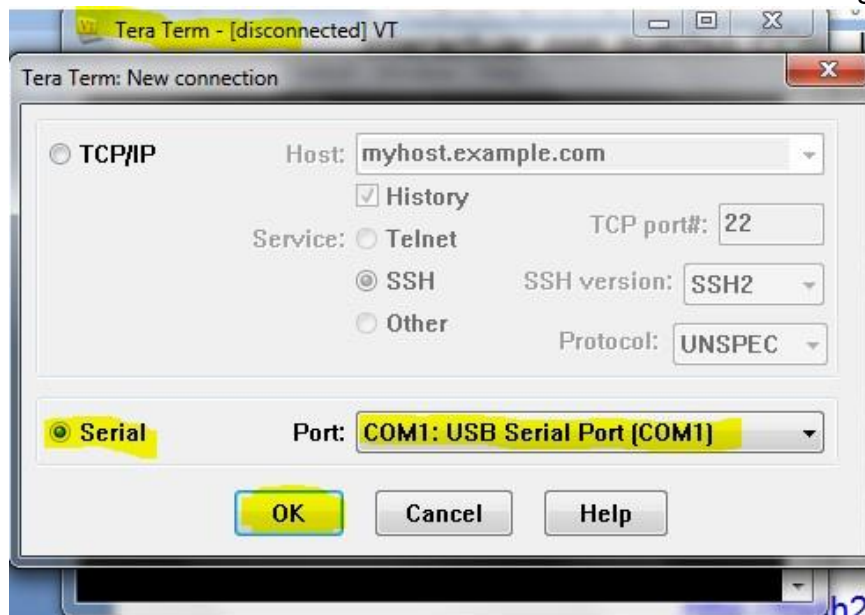 Tera Term - [disconnected] VT
Tera Term: New connection
TCP/IP Host: myhost.example.com
History
Service: Telnet TCP port#: 22
SSH SSH version: SSH2
Other Protocol: UNSPEC
Serial Port: COM1: USB Serial Port (COM1)
OK Cancel Help
h2